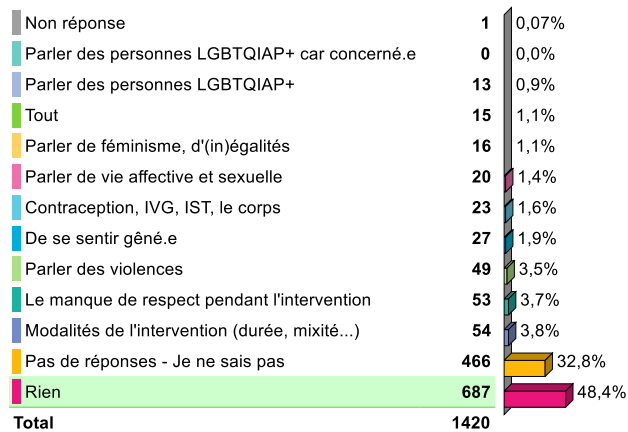 Non réponse 1 0,07%
Parler des personnes LGBTQIAP+ car concerné.e 0 0,0%
Parler des personnes LGBTQIAP+ 13 0,9%
Tout 15 1,1%
Parler de féminisme, d'(in)égalités 16 1,1%
Parler de vie affective et sexuelle 20 1,4%
Contraception, IVG, IST, le corps 23 1,6%
De se sentir gêné.e 27 1,9%
Parler des violences 49 3,5%
Le manque de respect pendant l'intervention 53 3,7%
Modalités de l'intervention (durée, mixité...) 54 3,8%
Pas de réponses - Je ne sais pas 466 32,8%
Rien 687 48,4%
Total 1420